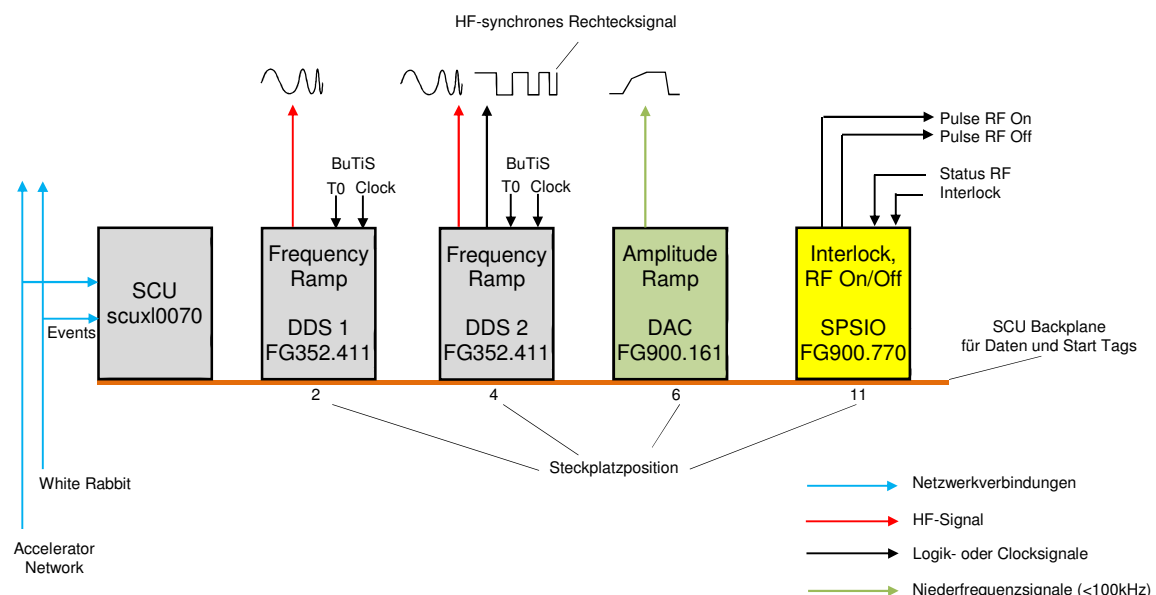 HF-synchrones Rechtecksignal
Pulse RF On
Pulse RF Off
BuTiS
T0 Clock
BuTiS
T0 Clock
Status RF
Interlock
SCU
scuxl0070
Frequency
Ramp
DDS 1
FG352.411
Frequency
Ramp
DDS 2
FG352.411
Amplitude
Ramp
DAC
FG900.161
Interlock,
RF On/Off
SPSIO
FG900.770
Events
SCU Backplane
für Daten und Start Tags
2
4
6
11
Steckplatzposition
White Rabbit
Accelerator
Network
Netzwerkverbindungen
HF-Signal
Logik- oder Clocksignale
Niederfrequenzsignale (<100kHz)